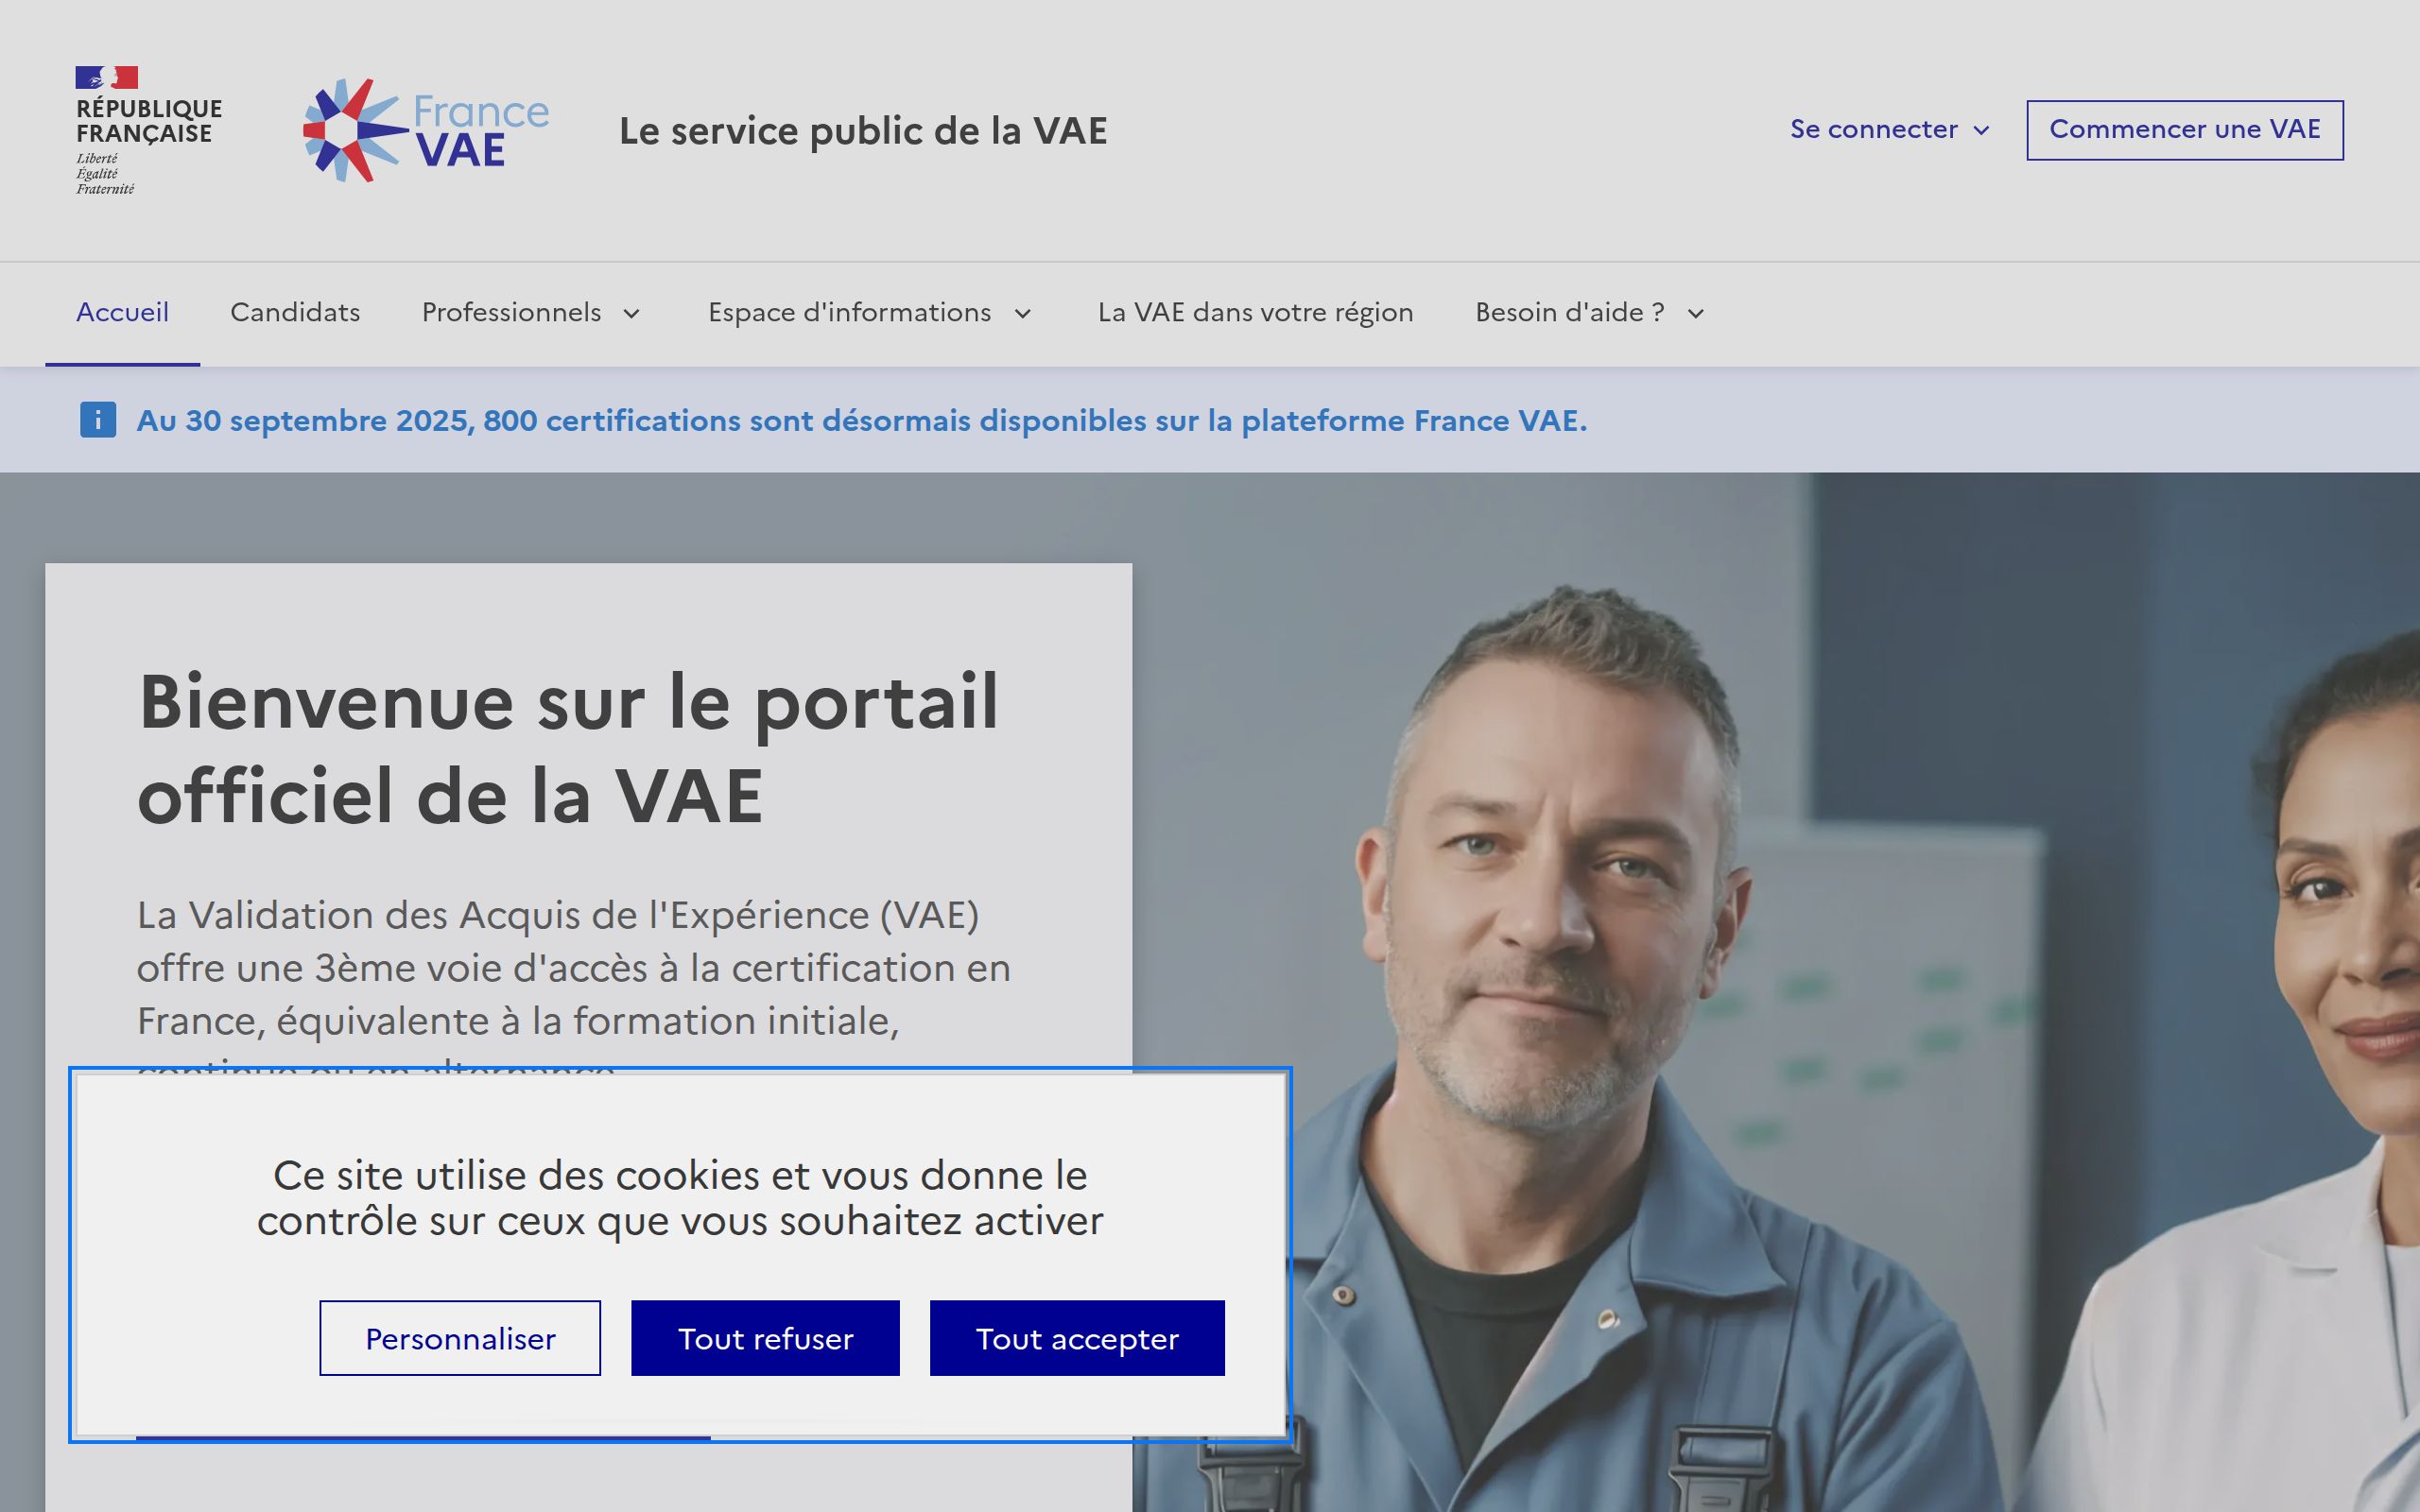 RÉPUBLIQUE
FRANÇAISE
Liberté
Égalité
Fraternité
France
VAE
Le service public de la VAE
Se connecter
Commencer une VAE
Accueil
Candidats
Professionnels
Espace d'informations
La VAE dans votre région
Besoin d'aide ?
Au 30 septembre 2025, 800 certifications sont désormais disponibles sur la plateforme France VAE.
Bienvenue sur le portail
officiel de la VAE
La Validation des Acquis de l'Expérience (VAE)
offre une 3ème voie d'accès à la certification en
France, équivalente à la formation initiale,
continue ou en alternance.
Ce site utilise des cookies et vous donne le
contrôle sur ceux que vous souhaitez activer
Personnaliser
Tout refuser
Tout accepter